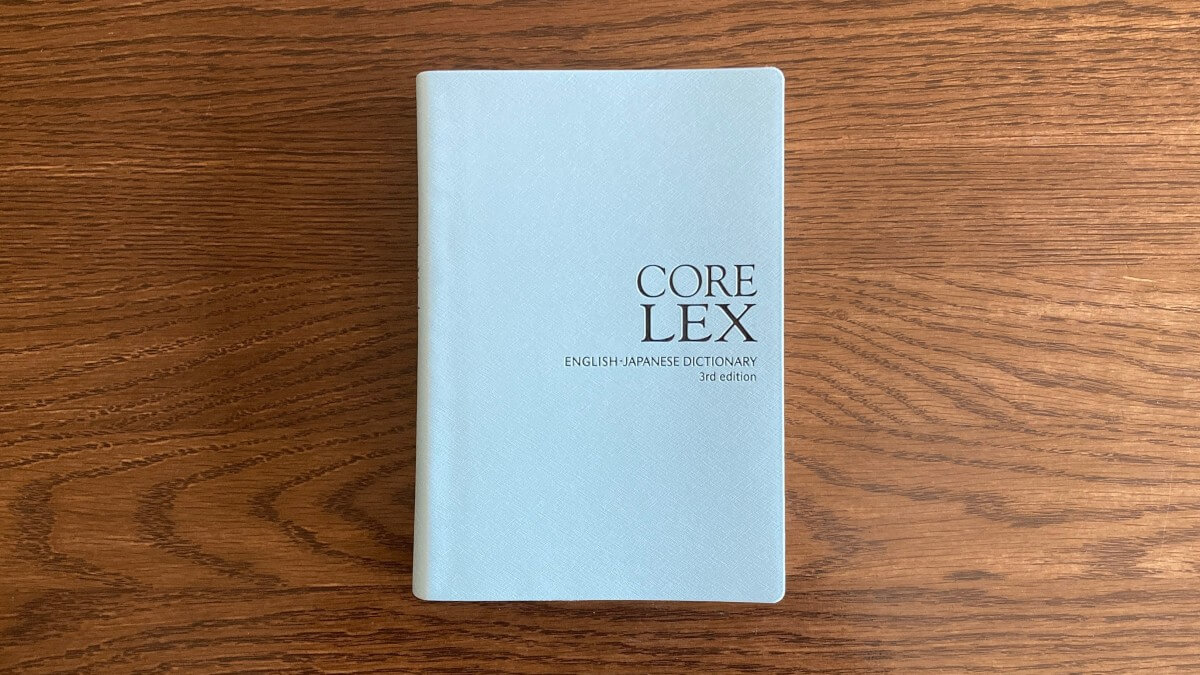 CORE
LEX
ENGLISH-JAPANESE DICTIONARY
3rd edition